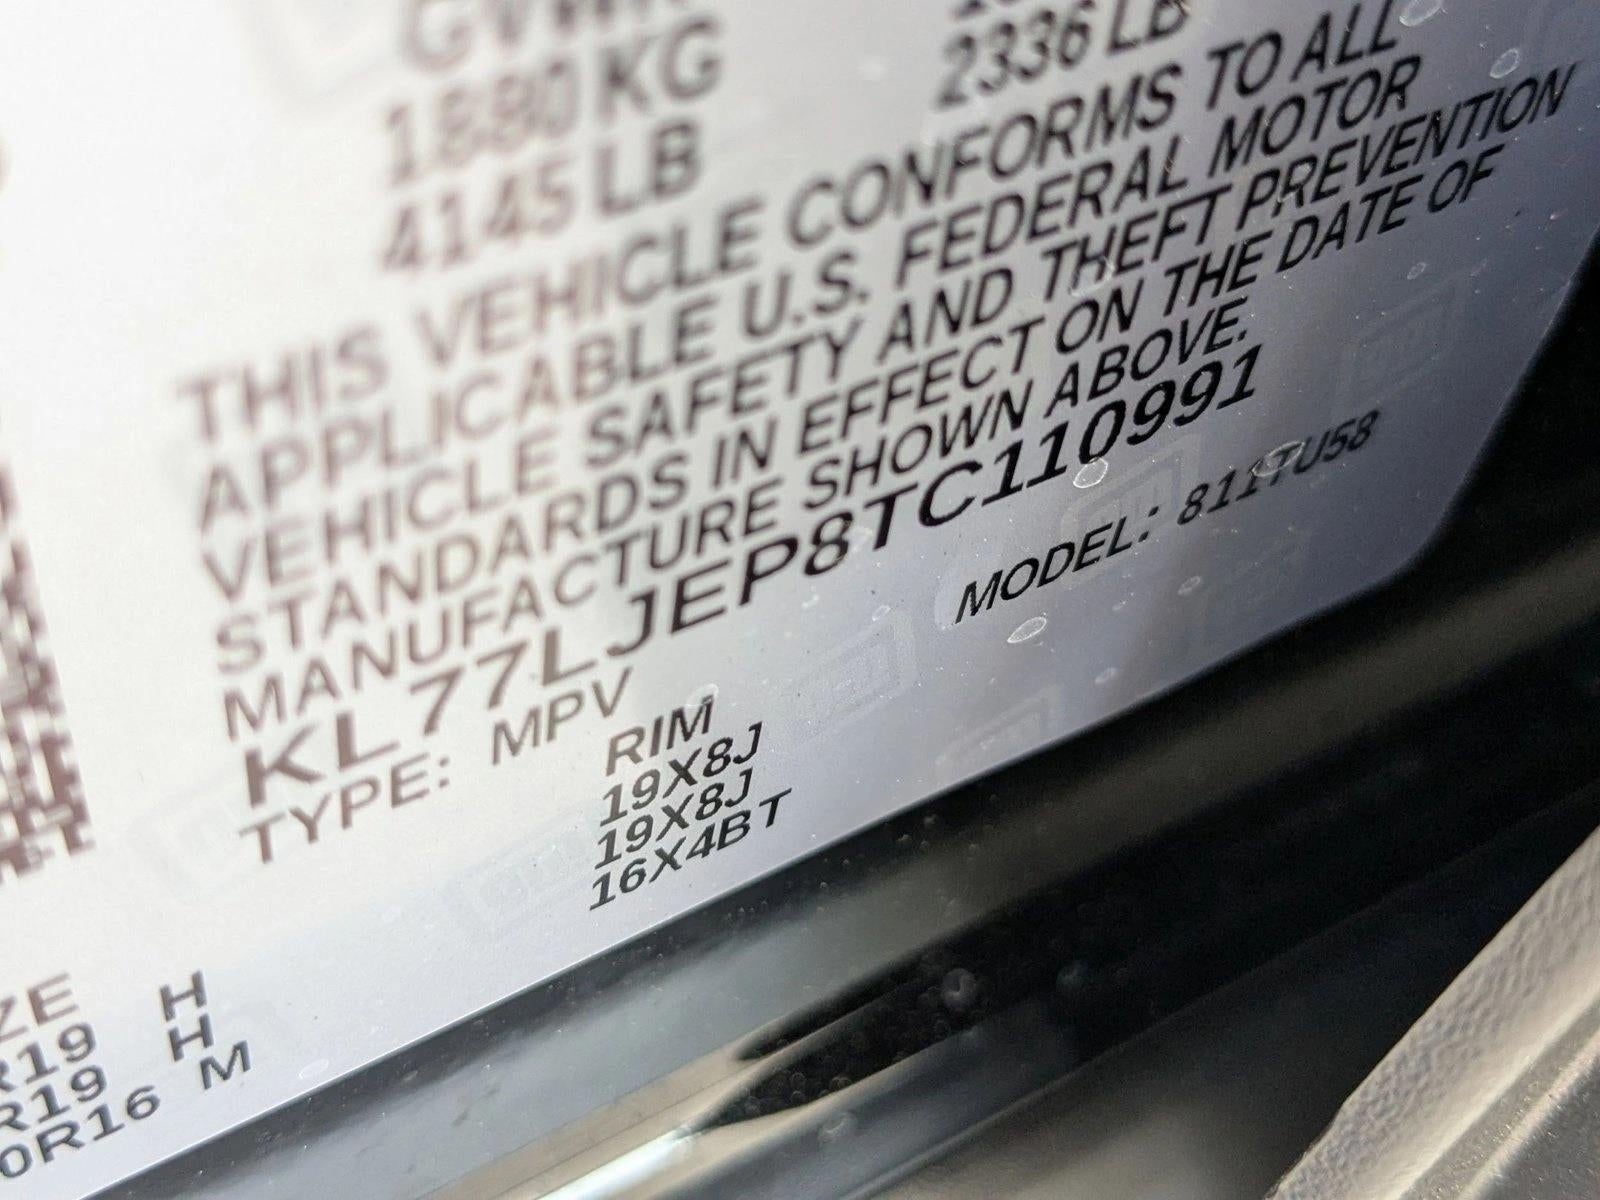 GVWR
1880 KG
4145 LB
2336 LB
THIS VEHICLE CONFORMS TO ALL
APPLICABLE U.S. FEDERAL MOTOR
VEHICLE SAFETY AND THEFT PREVENTION
STANDARDS IN EFFECT ON THE DATE OF
MANUFACTURE SHOWN ABOVE.
KL77LJEP8TC110991
TYPE: MPV
MODEL: 811TU58
RIM
19X8J
19X8J
16X4BT
ZE H
R19 H
R19 M
0R16